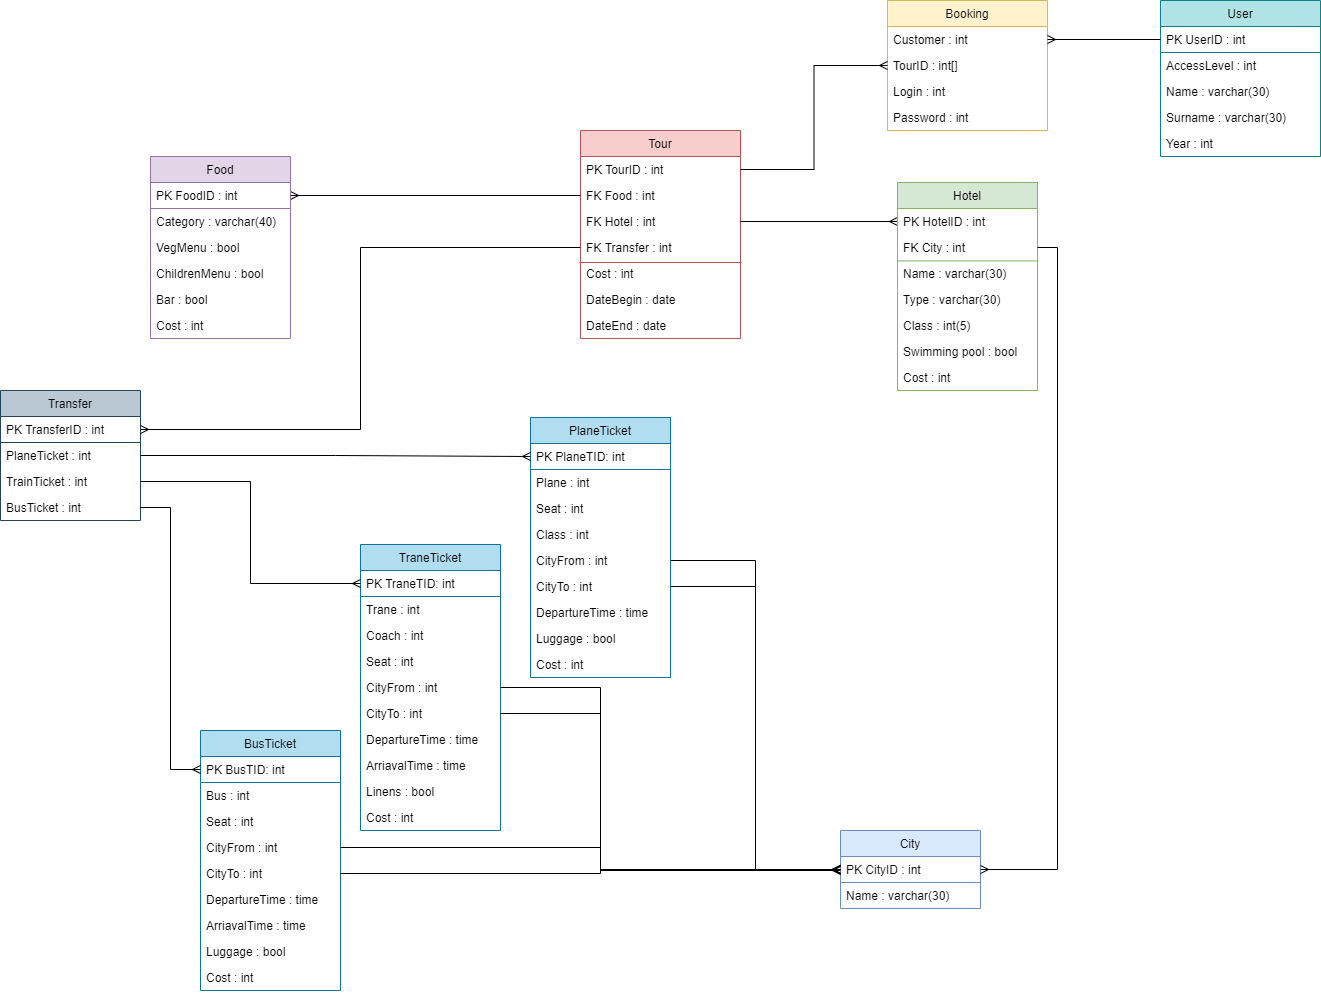 Booking
Customer : int
TourID : int[]
Login : int
Password : int
User
PK UserID : int
AccessLevel : int
Name : varchar(30)
Surname : varchar(30)
Year : int
Tour
PK TourID : int
FK Food : int
FK Hotel : int
FK Transfer : int
Cost : int
DateBegin : date
DateEnd : date
Food
PK FoodID : int
Category : varchar(40)
VegMenu : bool
ChildrenMenu : bool
Bar : bool
Cost : int
Hotel
PK HotelID : int
FK City : int
Name : varchar(30)
Type : varchar(30)
Class : int(5)
Swimming pool : bool
Cost : int
Transfer
PK TransferID : int
PlaneTicket : int
TrainTicket : int
BusTicket : int
PlaneTicket
PK PlaneTID: int
Plane : int
Seat : int
Class : int
CityFrom : int
CityTo : int
DepartureTime : time
Luggage : bool
Cost : int
TraneTicket
PK TraneTID: int
Trane : int
Coach : int
Seat : int
CityFrom : int
CityTo : int
DepartureTime : time
ArriavalTime : time
Linens : bool
Cost : int
BusTicket
PK BusTID: int
Bus : int
Seat : int
CityFrom : int
CityTo : int
DepartureTime : time
ArriavalTime : time
Luggage : bool
Cost : int
City
PK CityID : int
Name : varchar(30)